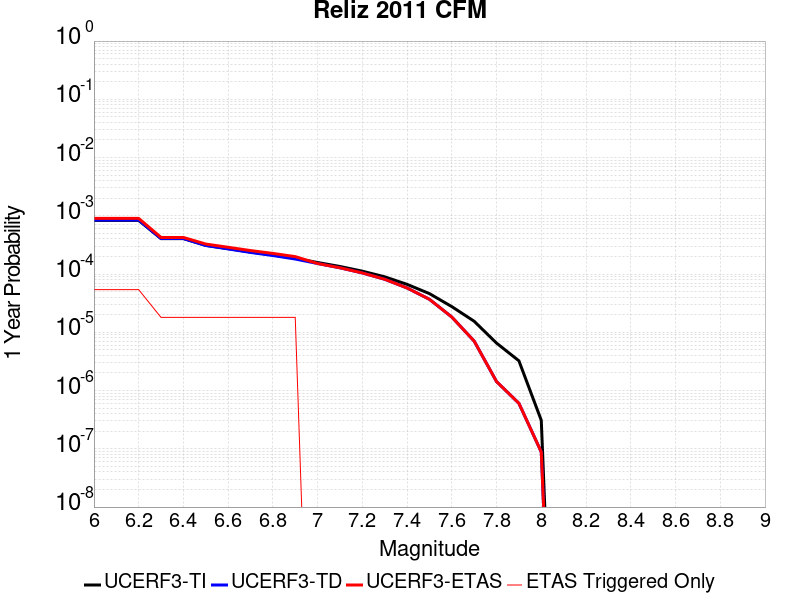 Reliz 2011 CFM
10^0
10^-1
10^-2
10^-3
10^-4
10^-5
10^-6
10^-7
10^-8
1 Year Probability
6 6.2 6.4 6.6 6.8 7 7.2 7.4 7.6 7.8 8 8.2 8.4 8.6 8.8 9
Magnitude
UCERF3-TI UCERF3-TD UCERF3-ETAS ETAS Triggered Only